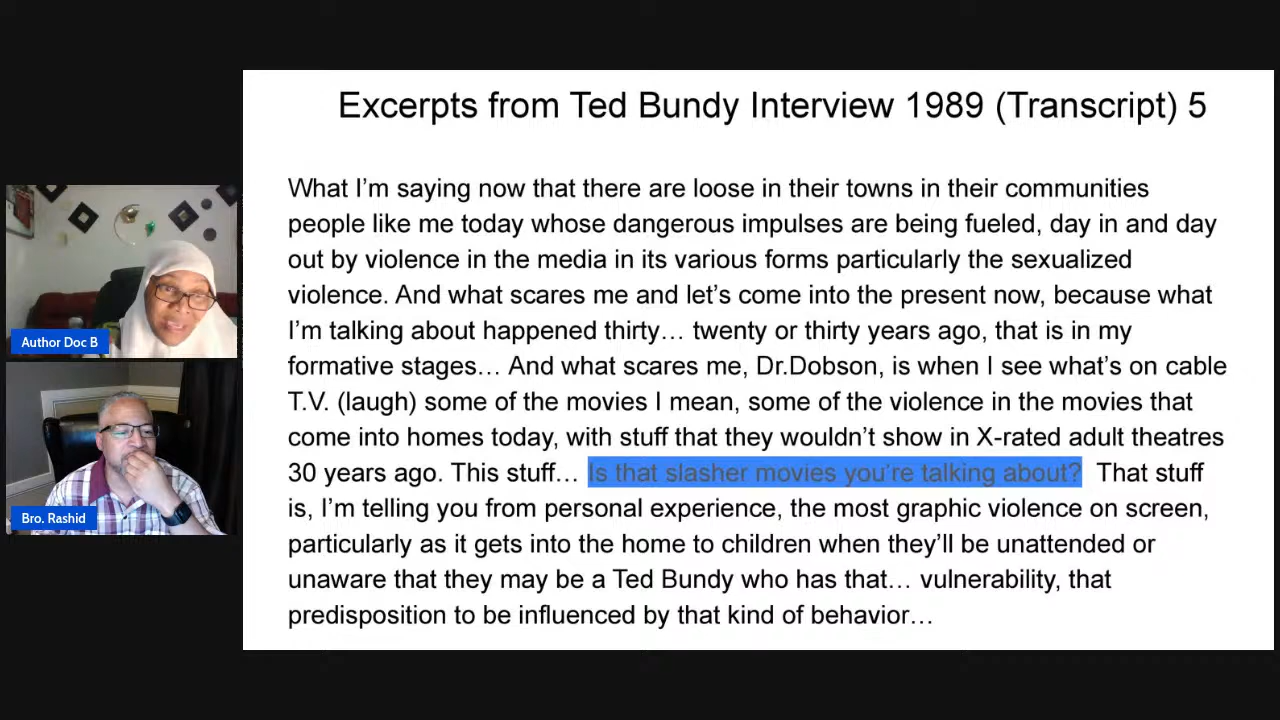 Excerpts from Ted Bundy Interview 1989 (Transcript) 5
What I’m saying now that there are loose in their towns in their communities
people like me today whose dangerous impulses are being fueled, day in and day
out by violence in the media in its various forms particularly the sexualized
violence. And what scares me and let’s come into the present now, because what
I’m talking about happened thirty… twenty or thirty years ago, that is in my
formative stages… And what scares me, Dr.Dobson, is when I see what’s on cable
T.V. (laugh) some of the movies I mean, some of the violence in the movies that
come into homes today, with stuff that they wouldn’t show in X-rated adult theatres
30 years ago. This stuff… Is that slasher movies you’re talking about? That stuff
is, I’m telling you from personal experience, the most graphic violence on screen,
particularly as it gets into the home to children when they’ll be unattended or
unaware that they may be a Ted Bundy who has that… vulnerability, that
predisposition to be influenced by that kind of behavior…
Author Doc B
Bro. Rashid